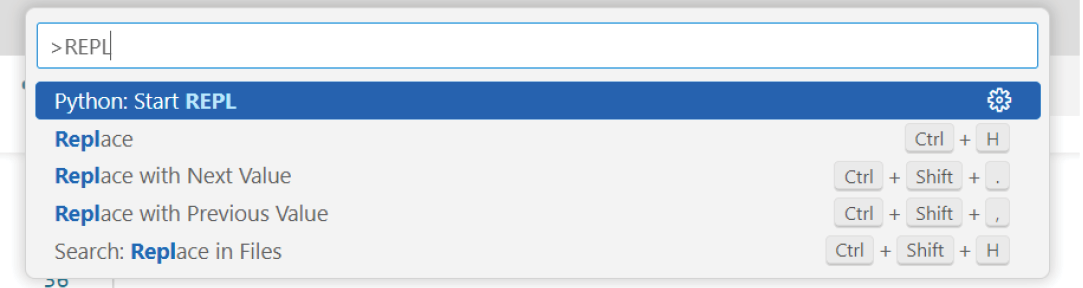 >REPL
Python: Start REPL
Replace Ctrl + H
Replace with Next Value Ctrl + Shift + .
Replace with Previous Value Ctrl + Shift + ,
Search: Replace in Files Ctrl + Shift + H
36